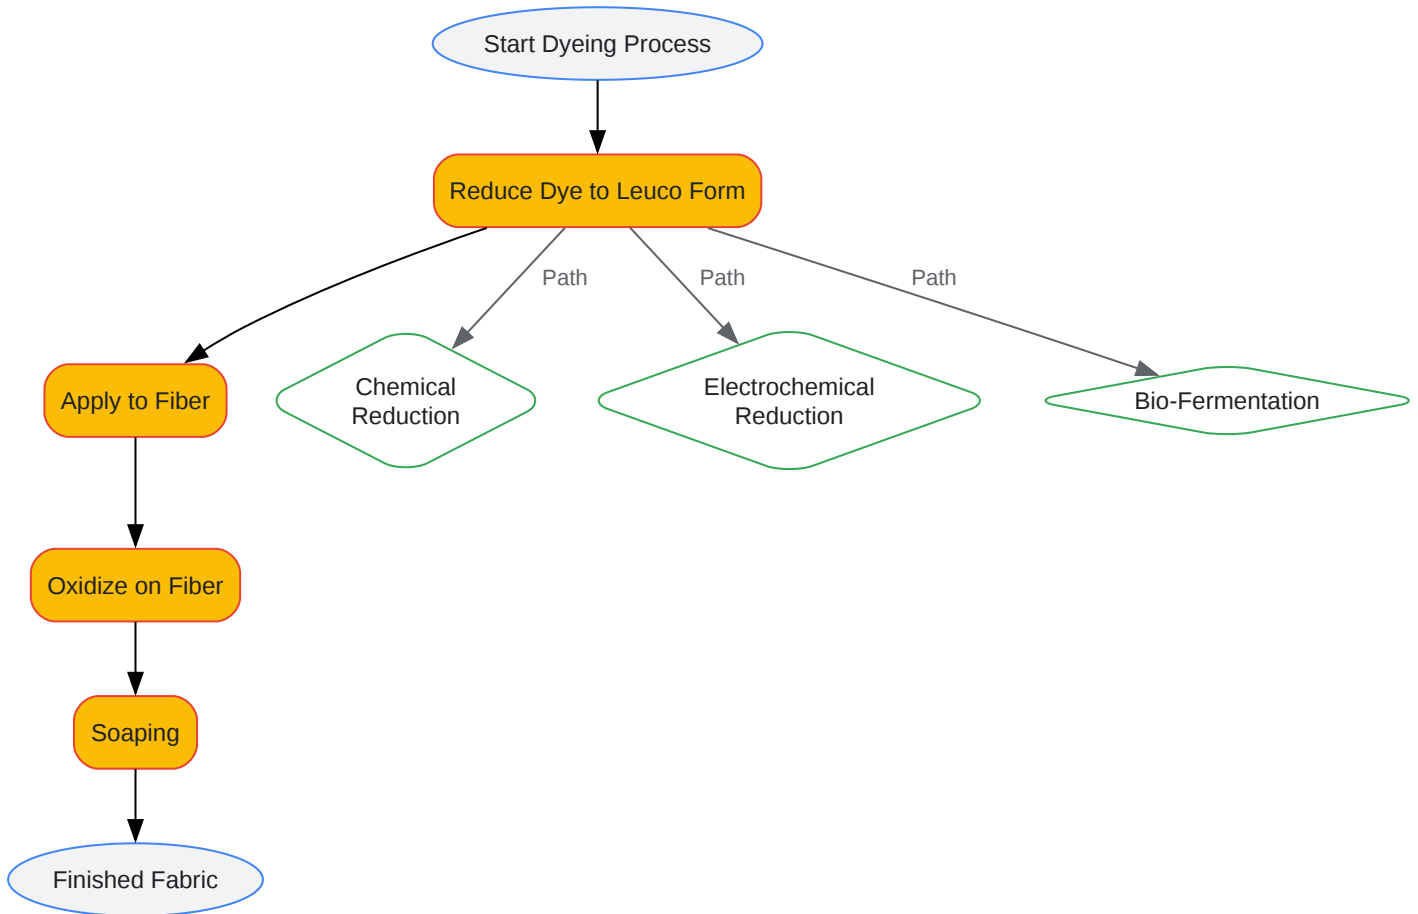 Start Dyeing Process
Reduce Dye to Leuco Form
Path
Path
Path
Apply to Fiber
Chemical
Reduction
Electrochemical
Reduction
Bio-Fermentation
Oxidize on Fiber
Soaping
Finished Fabric